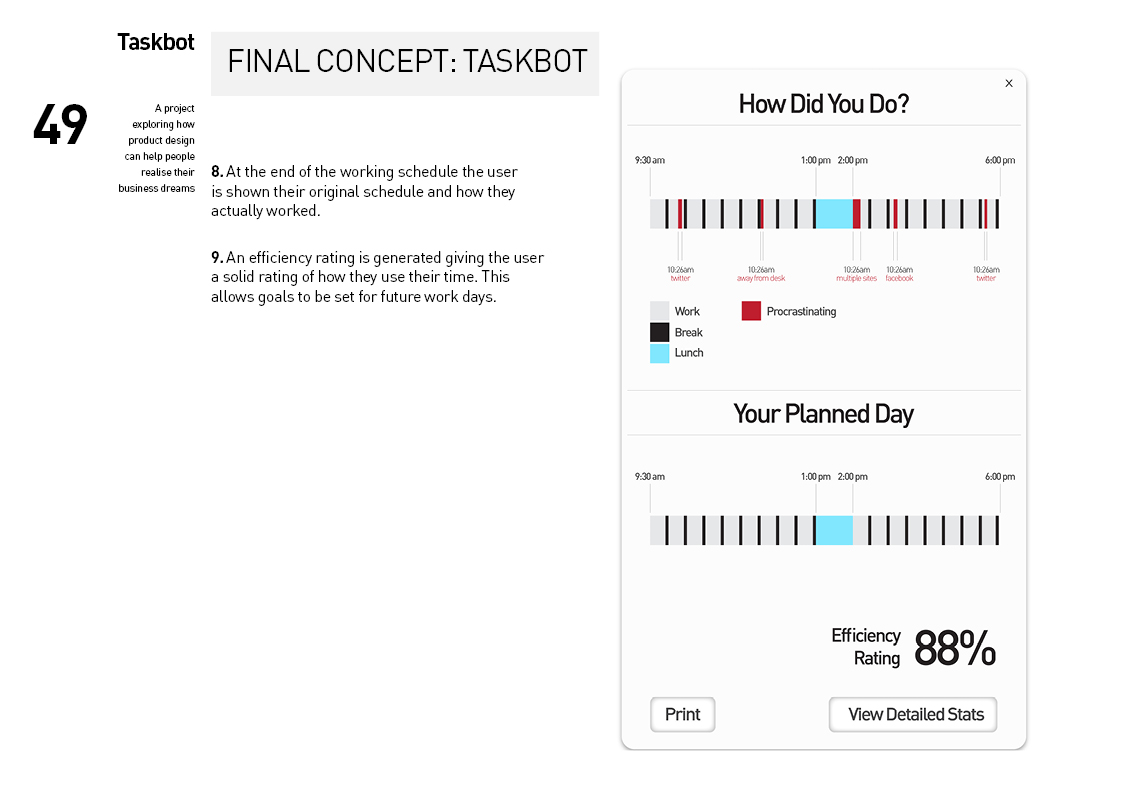 Taskbot
FINAL CONCEPT: TASKBOT
49
A project
exploring how
product design
can help people
realise their
business dreams
8. At the end of the working schedule the user
is shown their original schedule and how they
actually worked.
9. An efficiency rating is generated giving the user
a solid rating of how they use their time. This
allows goals to be set for future work days.
x
How Did You Do?
9:30 am 1:00 pm 2:00 pm 6:00 pm
10:26am 10:26am 10:26am 10:26am 10:26am
twitter away from desk multiple sites facebook twitter
Work Procrastinating
Break
Lunch
Your Planned Day
9:30 am 1:00 pm 2:00 pm 6:00 pm
Efficiency
Rating
88%
Print View Detailed Stats